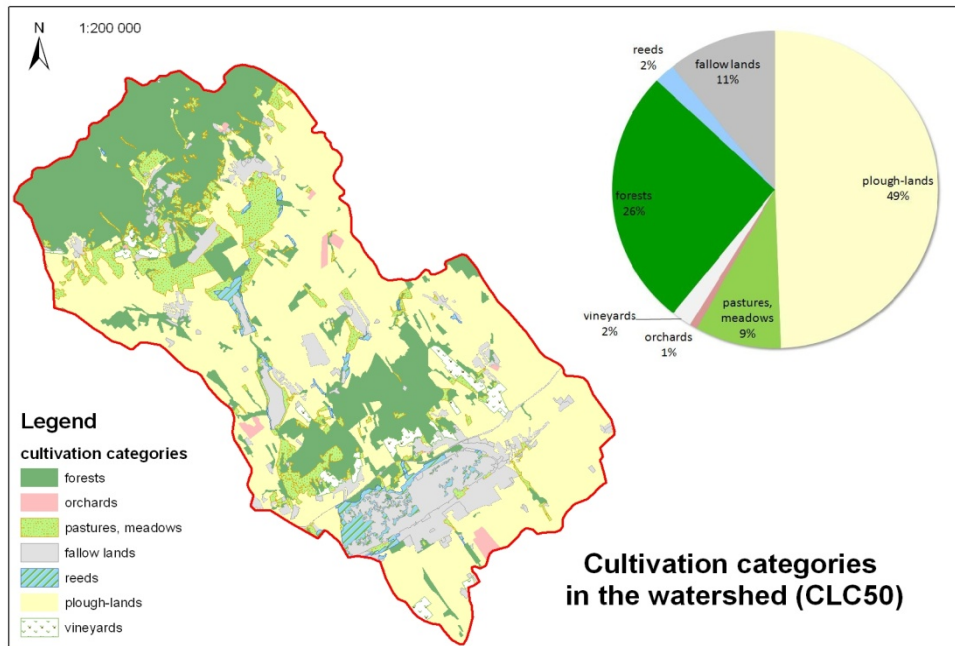 N
1:200 000
reeds
2%
fallow lands
11%
plough-lands
49%
forests
26%
pastures,
meadows
9%
vineyards
2%
orchards
1%
Legend
cultivation categories
forests
orchards
pastures, meadows
fallow lands
reeds
plough-lands
vineyards
Cultivation categories
in the watershed (CLC50)